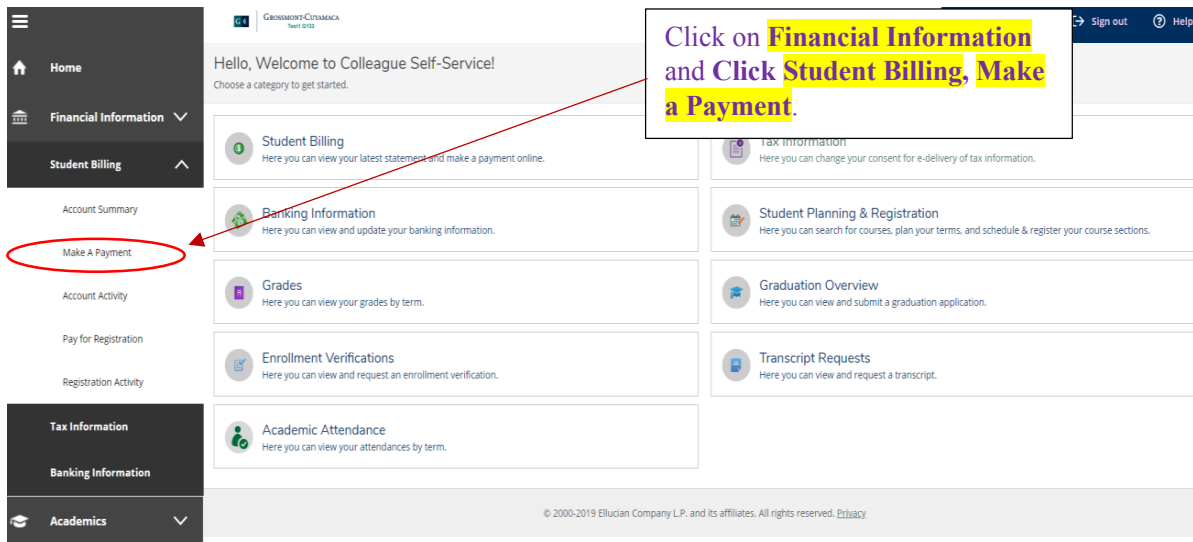 GROSSMONT-CUYAMACA
Test1 G133
Sign out
Help
Click on Financial Information
and Click Student Billing, Make
a Payment.
Home
Financial Information
Student Billing
Account Summary
Make A Payment
Account Activity
Pay for Registration
Registration Activity
Tax Information
Banking Information
Academics
Hello, Welcome to Colleague Self-Service!
Choose a category to get started.
Student Billing
Here you can view your latest statement and make a payment online.
Tax Information
Here you can change your consent for e-delivery of tax information.
Banking Information
Here you can view and update your banking information.
Student Planning & Registration
Here you can search for courses, plan your terms, and schedule & register your course sections.
Grades
Here you can view your grades by term.
Graduation Overview
Here you can view and submit a graduation application.
Enrollment Verifications
Here you can view and request an enrollment verification.
Transcript Requests
Here you can view and request a transcript.
Academic Attendance
Here you can view your attendances by term.
© 2000-2019 Ellucian Company L.P. and its affiliates. All rights reserved. Privacy